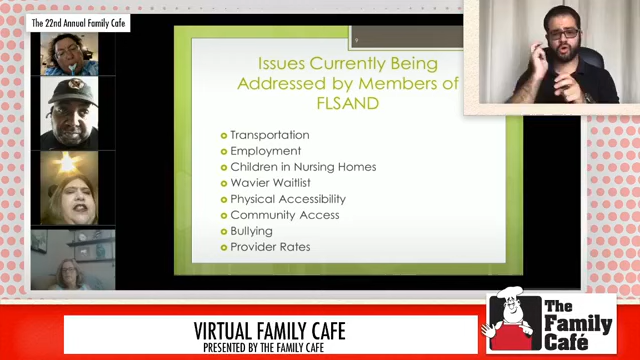 The 22nd Annual Family Cafe
9
Issues Currently Being
Addressed by Members of
FLSAND
Transportation
Employment
Children in Nursing Homes
Wavier Waitlist
Physical Accessibility
Community Access
Bullying
Provider Rates
VIRTUAL FAMILY CAFE
PRESENTED BY THE FAMILY CAFE
The
Family
Café